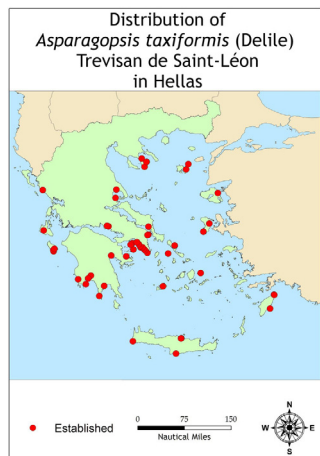 Distribution of
Asparagopsis taxiformis (Delile)
Trevisan de Saint-Léon
in Hellas
N
W E
S
Established
0 75 150
Nautical Miles